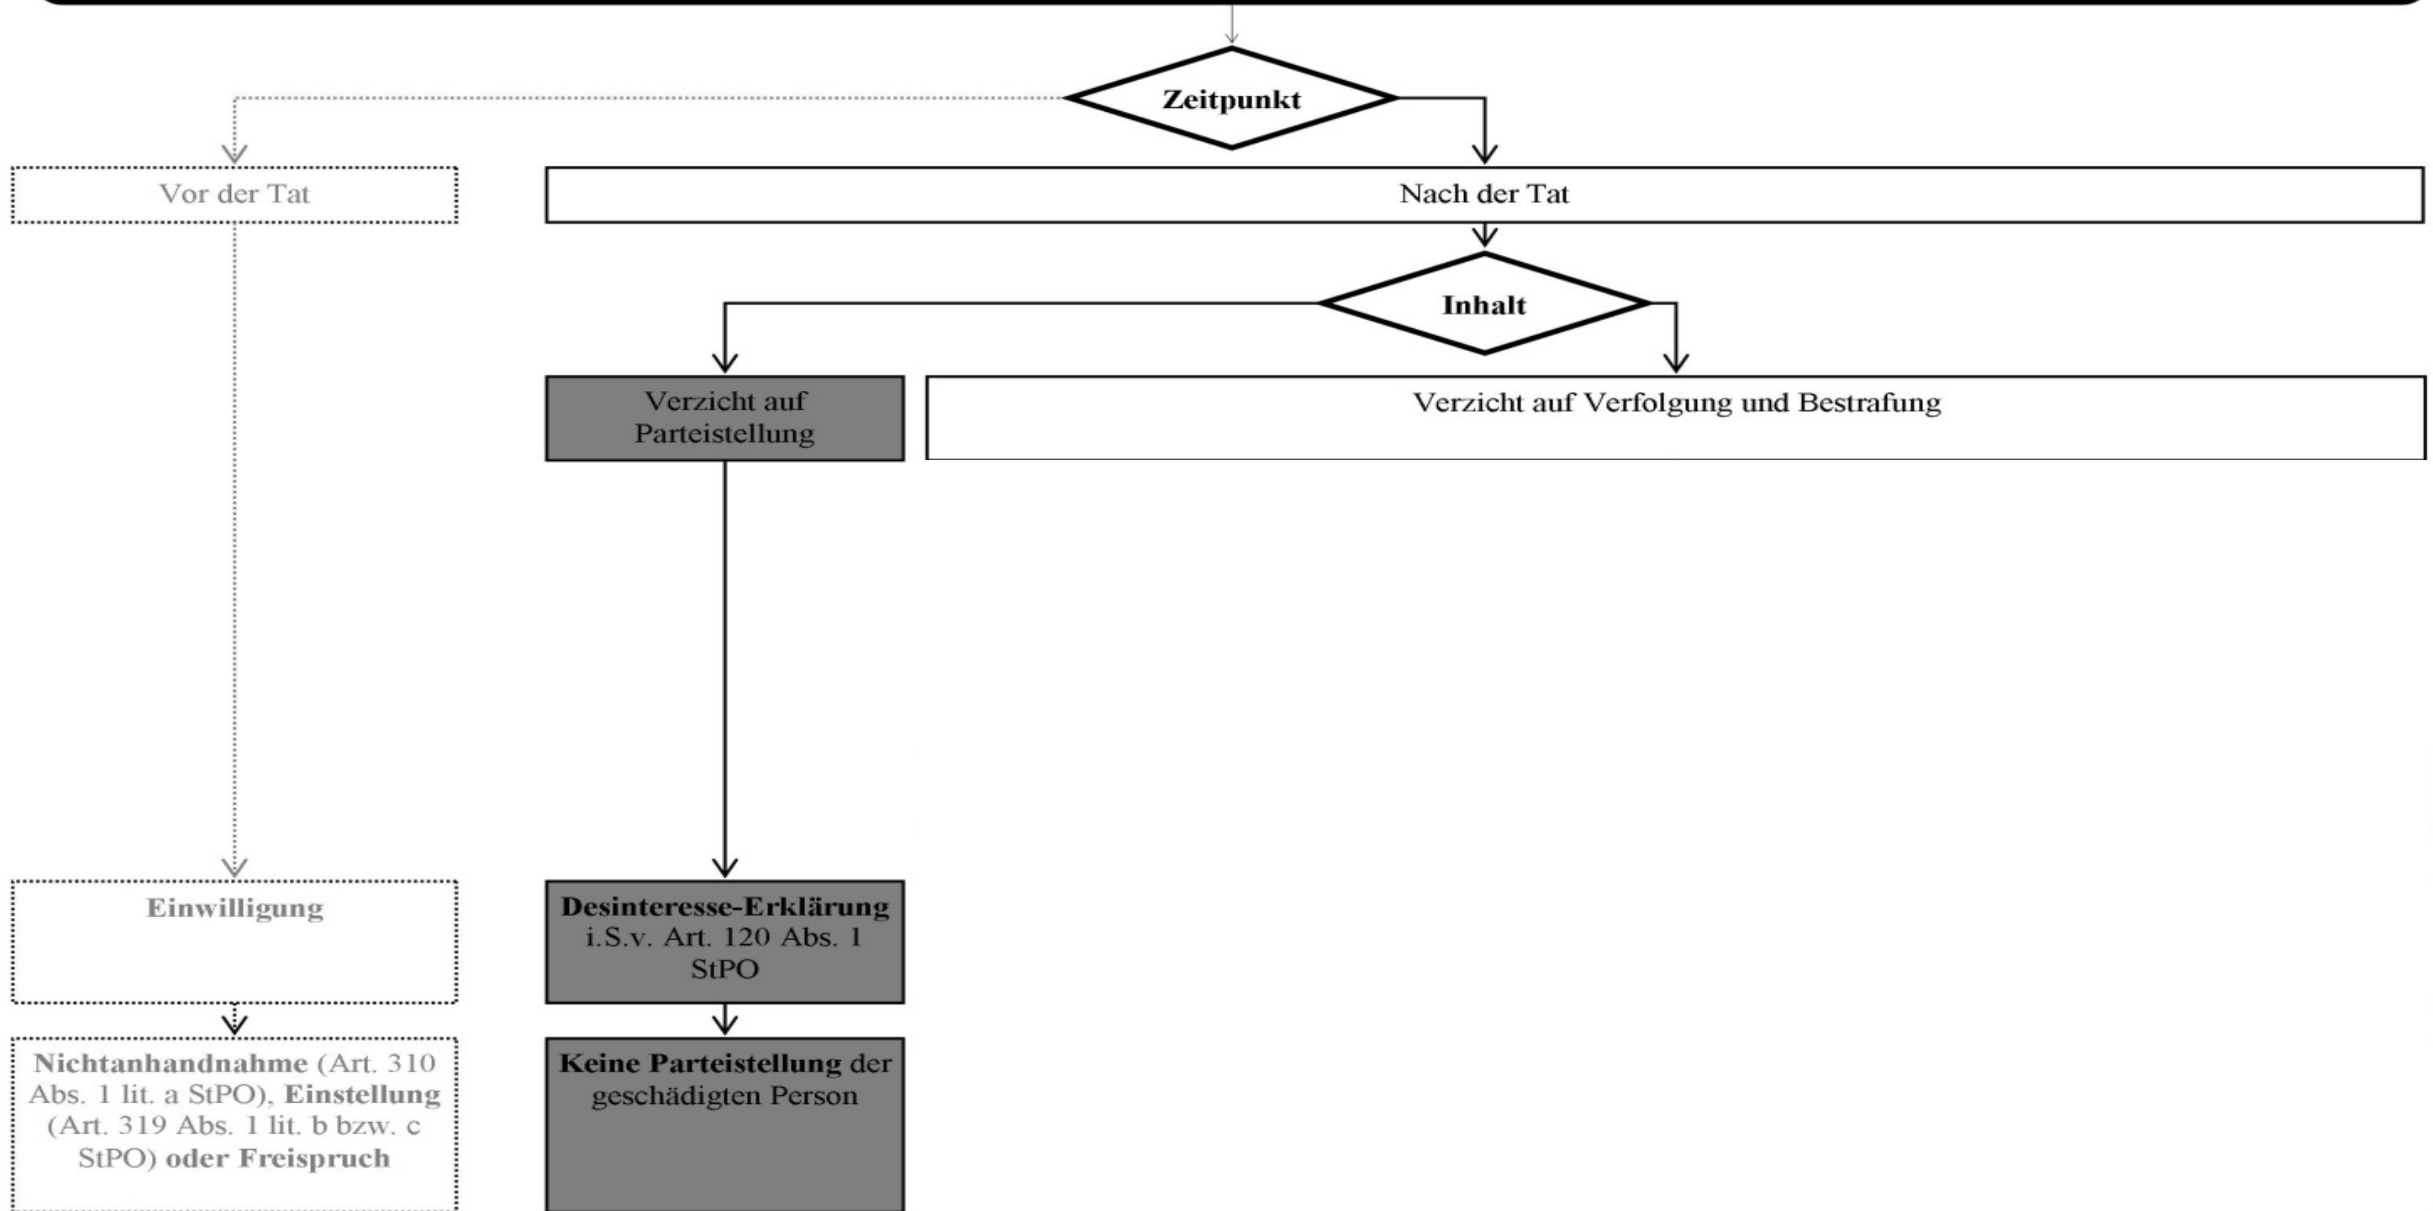 Zeitpunkt
Vor der Tat
Nach der Tat
Inhalt
Verzicht auf
Parteistellung
Verzicht auf Verfolgung und Bestrafung
Einwilligung
Desinteresse-Erklärung
i.S.v. Art. 120 Abs. 1
StPO
Nichtanhandnahme (Art. 310
Abs. 1 lit. a StPO), Einstellung
(Art. 319 Abs. 1 lit. b bzw. c
StPO) oder Freispruch
Keine Parteistellung der
geschädigten Person